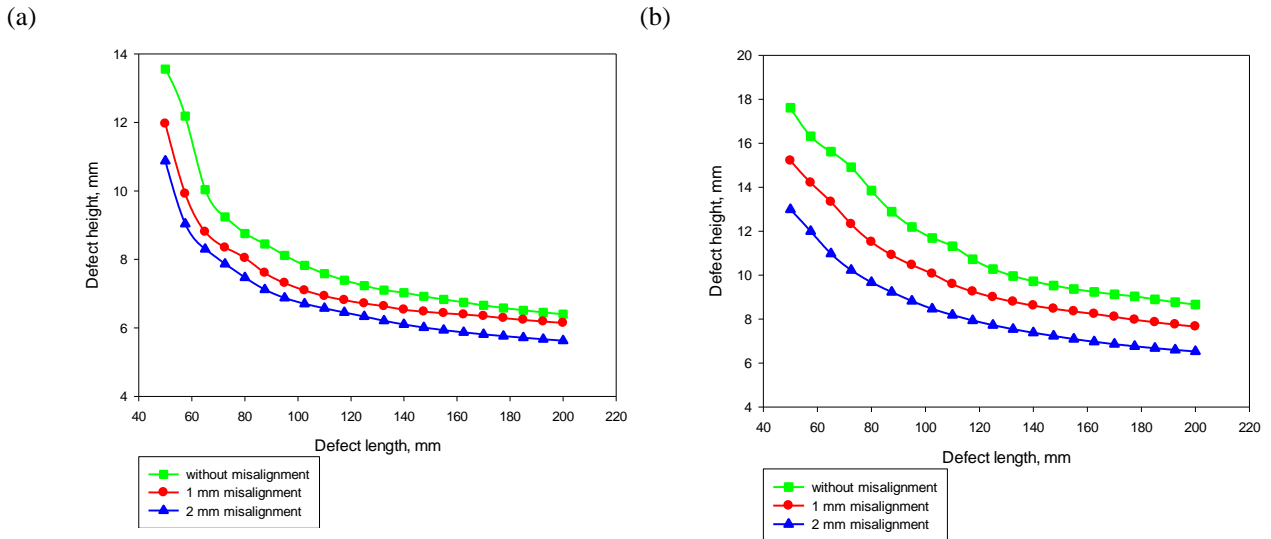 (a)
(b)
Defect height, mm
14
12
10
8
6
4
40 60 80 100 120 140 160 180 200 220
Defect length, mm
without misalignment
1 mm misalignment
2 mm misalignment
Defect height, mm
20
18
16
14
12
10
8
6
4
40 60 80 100 120 140 160 180 200 220
Defect length, mm
without misalignment
1 mm misalignment
2 mm misalignment